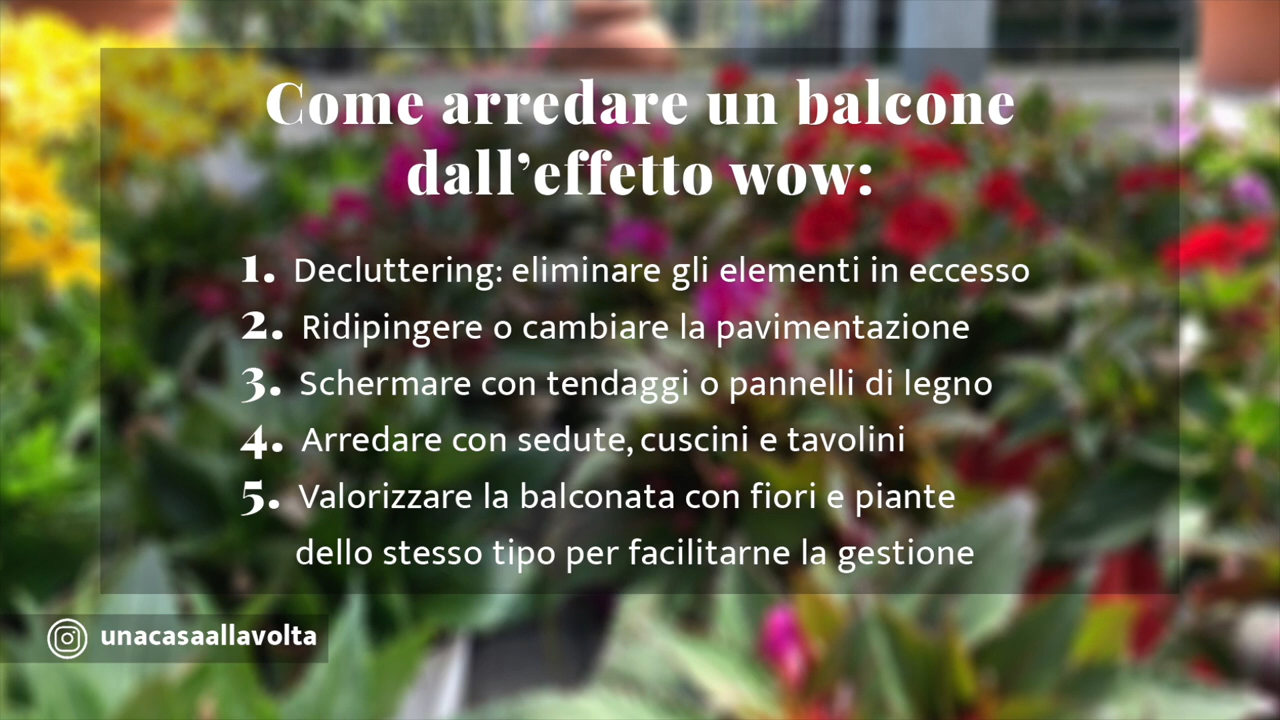 Come arredare un balcone
dall’effetto wow:
1. Decluttering: eliminare gli elementi in eccesso
2. Ridipingere o cambiare la pavimentazione
3. Schermare con tendaggi o pannelli di legno
4. Arredare con sedute, cuscini e tavolini
5. Valorizzare la balconata con fiori e piante
dello stesso tipo per facilitarne la gestione
unacasaallavolta